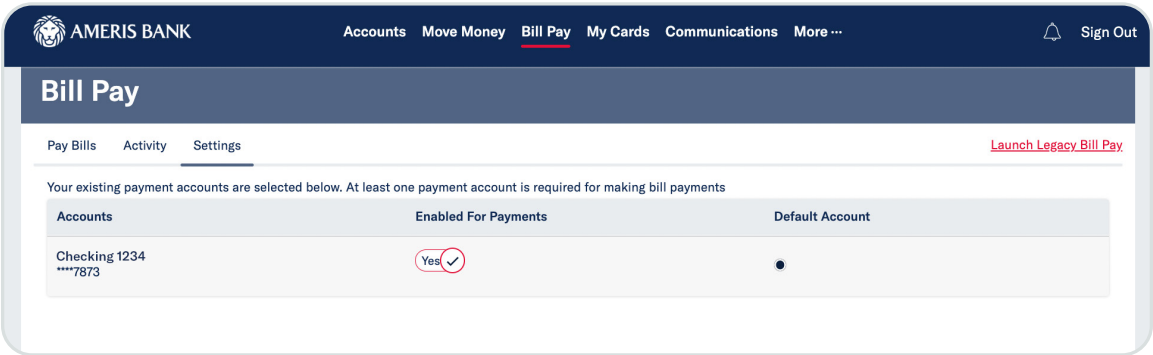 AMERIS BANK
Accounts Move Money Bill Pay My Cards Communications More ··· Sign Out
Bill Pay
Pay Bills Activity Settings Launch Legacy Bill Pay
Your existing payment accounts are selected below. At least one payment account is required for making bill payments
Accounts Enabled For Payments Default Account
Checking 1234
Yes
****7873